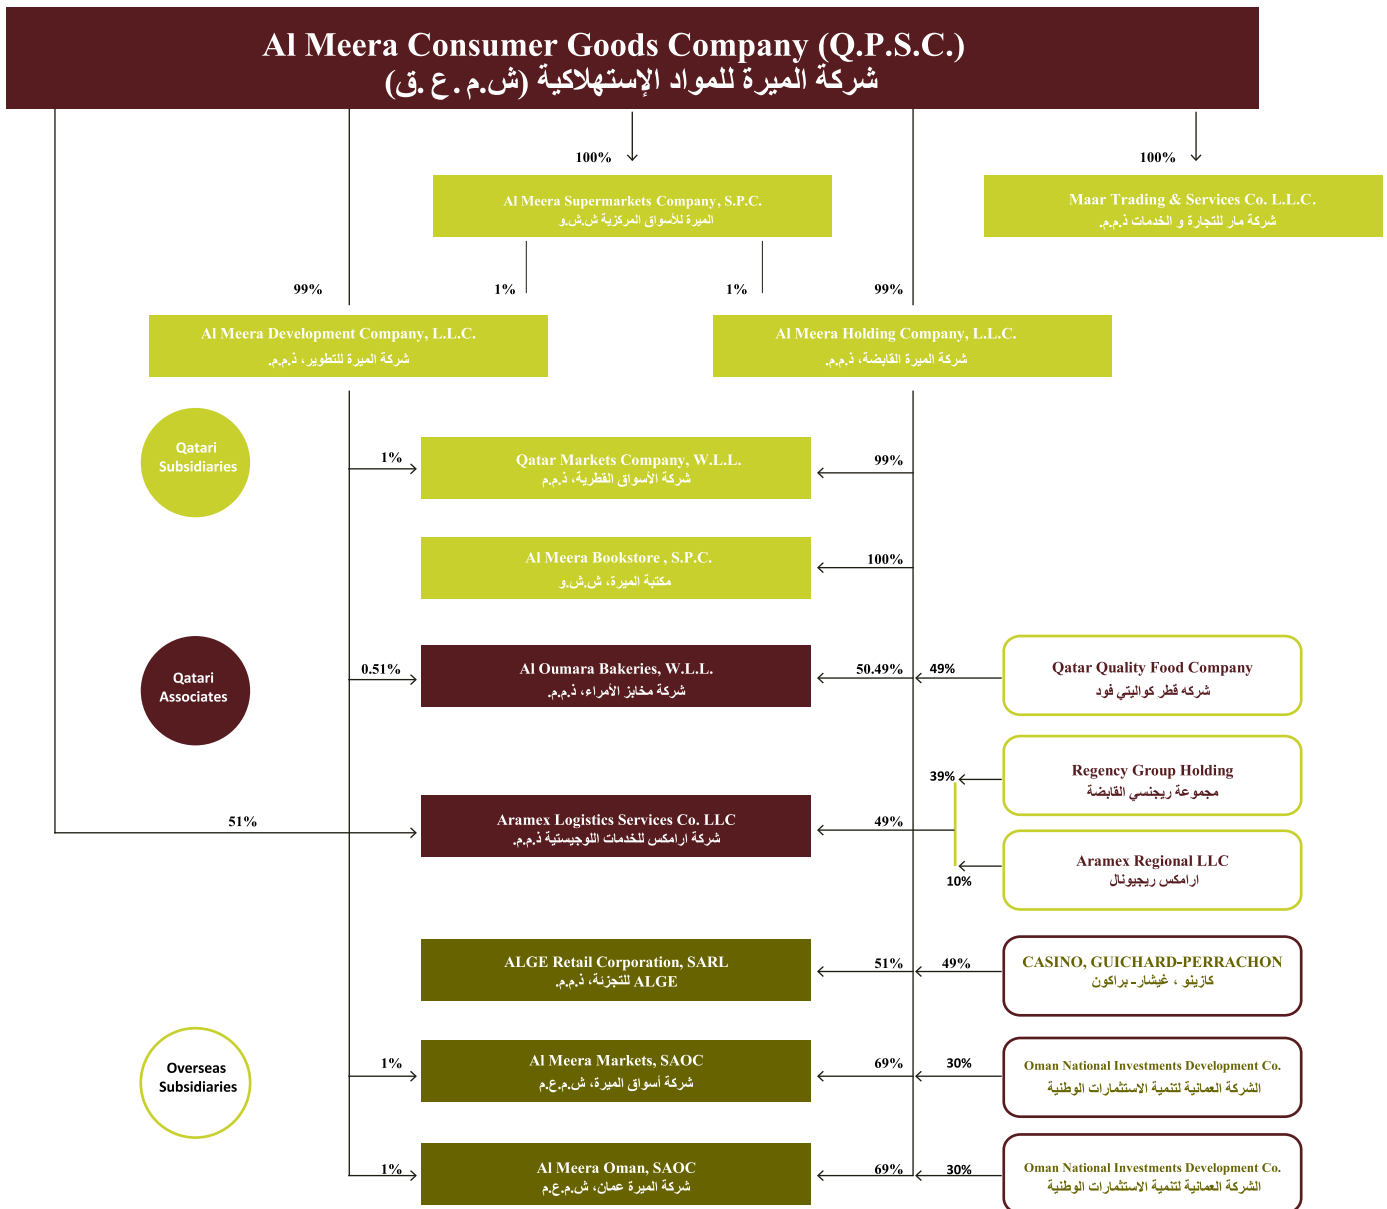 Al Meera Consumer Goods Company (Q.P.S.C.)
شركة الميرة للمواد الإستهلاكية (ش.م.ع.ق)
100%
100%
Al Meera Supermarkets Company, S.P.C.
الميرة للأسواق المركزية ش.ش.و
Maar Trading & Services Co. L.L.C.
شركة مار للتجارة و الخدمات ذ.م.م.
99%
1%
1%
99%
Al Meera Development Company, L.L.C.
شركة الميرة للتطوير، ذ.م.م.
Al Meera Holding Company, L.L.C.
شركة الميرة القابضة، ذ.م.م.
Qatari
Subsidiaries
1%
Qatar Markets Company, W.L.L.
شركة الأسواق القطرية، ذ.م.م
99%
Al Meera Bookstore , S.P.C.
مكتبة الميرة، ش.ش.و
100%
Qatari
Associates
0.51%
Al Oumara Bakeries, W.L.L.
شركة مخابز الأمراء، ذ.م.م.
50.49%
49%
Qatar Quality Food Company
شركه قطر كواليتي فود
39%
Regency Group Holding
مجموعة ريجنسي القابضة
51%
Aramex Logistics Services Co. LLC
شركة ارامكس للخدمات اللوجيستية ذ.م.م.
49%
10%
Aramex Regional LLC
ارامكس ريجيونال
ALGE Retail Corporation, SARL
ALGE للتجزئة، ذ.م.م.
51%
49%
CASINO, GUICHARD-PERRACHON
كازينو ، غيشار- براكون
Overseas
Subsidiaries
1%
Al Meera Markets, SAOC
شركة أسواق الميرة، ش.م.ع.م
69%
30%
Oman National Investments Development Co.
الشركة العمانية لتنمية الاستثمارات الوطنية
1%
Al Meera Oman, SAOC
شركة الميرة عمان، ش.م.ع.م
69%
30%
Oman National Investments Development Co.
الشركة العمانية لتنمية الاستثمارات الوطنية